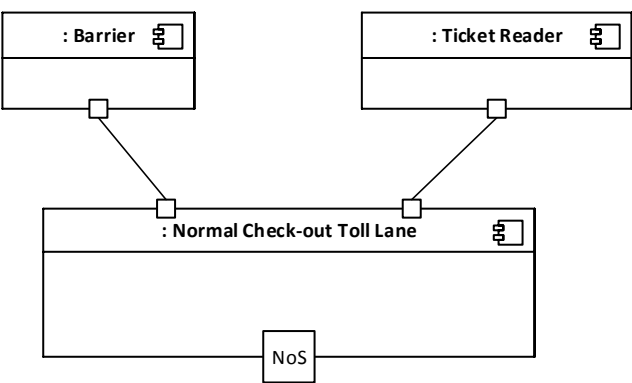 : Barrier
: Ticket Reader
: Normal Check-out Toll Lane
NoS